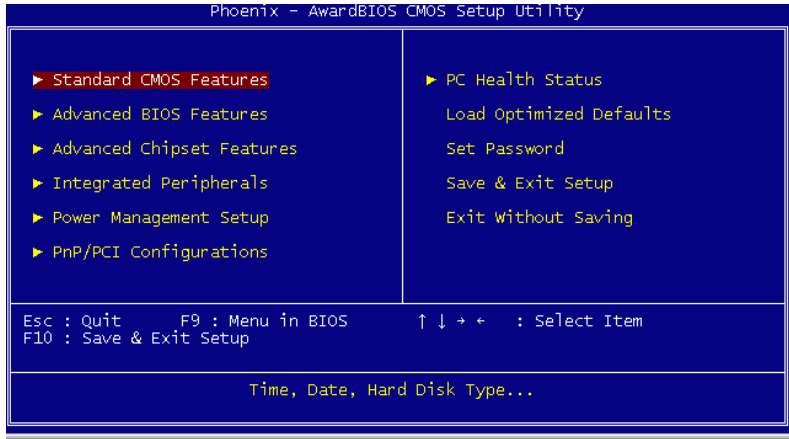 Phoenix - AwardBIOS CMOS Setup Utility
► Standard CMOS Features
► Advanced BIOS Features
► Advanced Chipset Features
► Integrated Peripherals
► Power Management Setup
► PnP/PCI Configurations
► PC Health Status
Load Optimized Defaults
Set Password
Save & Exit Setup
Exit Without Saving
Esc : Quit F9 : Menu in BIOS ↑ ↓ → ← : Select Item
F10 : Save & Exit Setup
Time, Date, Hard Disk Type...